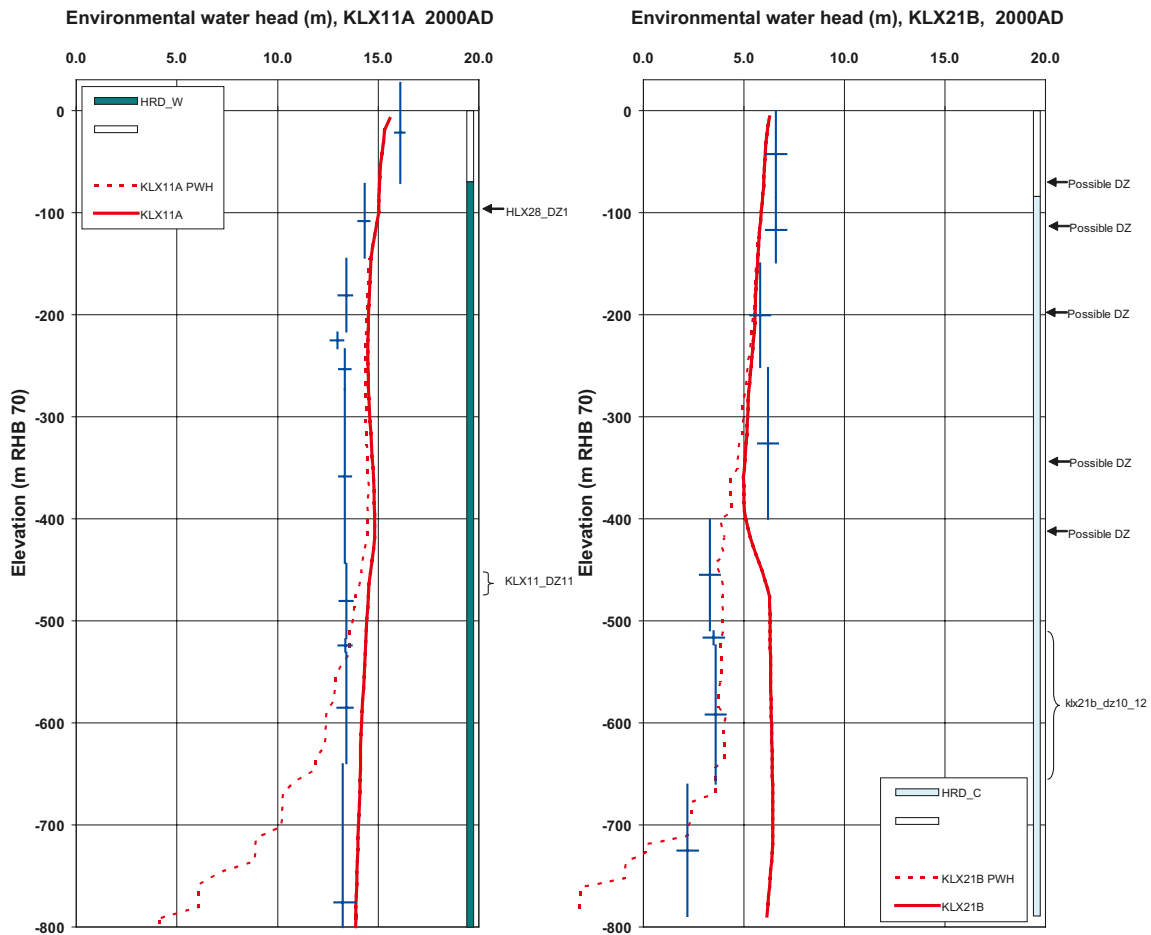 Environmental water head (m), KLX11A 2000AD
0.0 5.0 10.0 15.0 20.0
Elevation (m RHB 70)
0
-100
-200
-300
-400
-500
-600
-700
-800
HRD_W
KLX11A PWH
KLX11A
HLX28_DZ1
KLX11_DZ11
Environmental water head (m), KLX21B, 2000AD
0.0 5.0 10.0 15.0 20.0
Elevation (m RHB 70)
0
-100
-200
-300
-400
-500
-600
-700
-800
Possible DZ
Possible DZ
Possible DZ
Possible DZ
Possible DZ
klx21b_dz10_12
HRD_C
KLX21B PWH
KLX21B